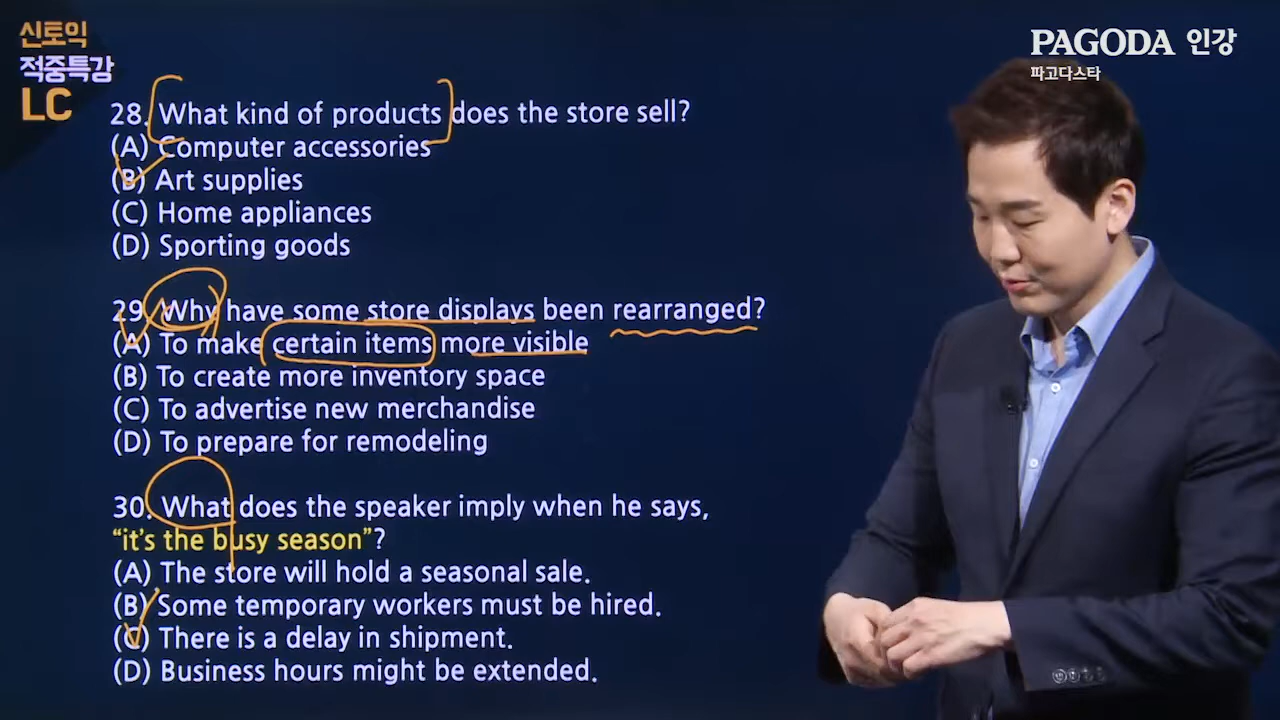 신토익
적중특강
LC
PAGODA 인강
파고다스타
28. What kind of products does the store sell?
(A) Computer accessories
(B) Art supplies
(C) Home appliances
(D) Sporting goods
29. Why have some store displays been rearranged?
(A) To make certain items more visible
(B) To create more inventory space
(C) To advertise new merchandise
(D) To prepare for remodeling
30. What does the speaker imply when he says,
“it's the busy season”?
(A) The store will hold a seasonal sale.
(B) Some temporary workers must be hired.
(C) There is a delay in shipment.
(D) Business hours might be extended.